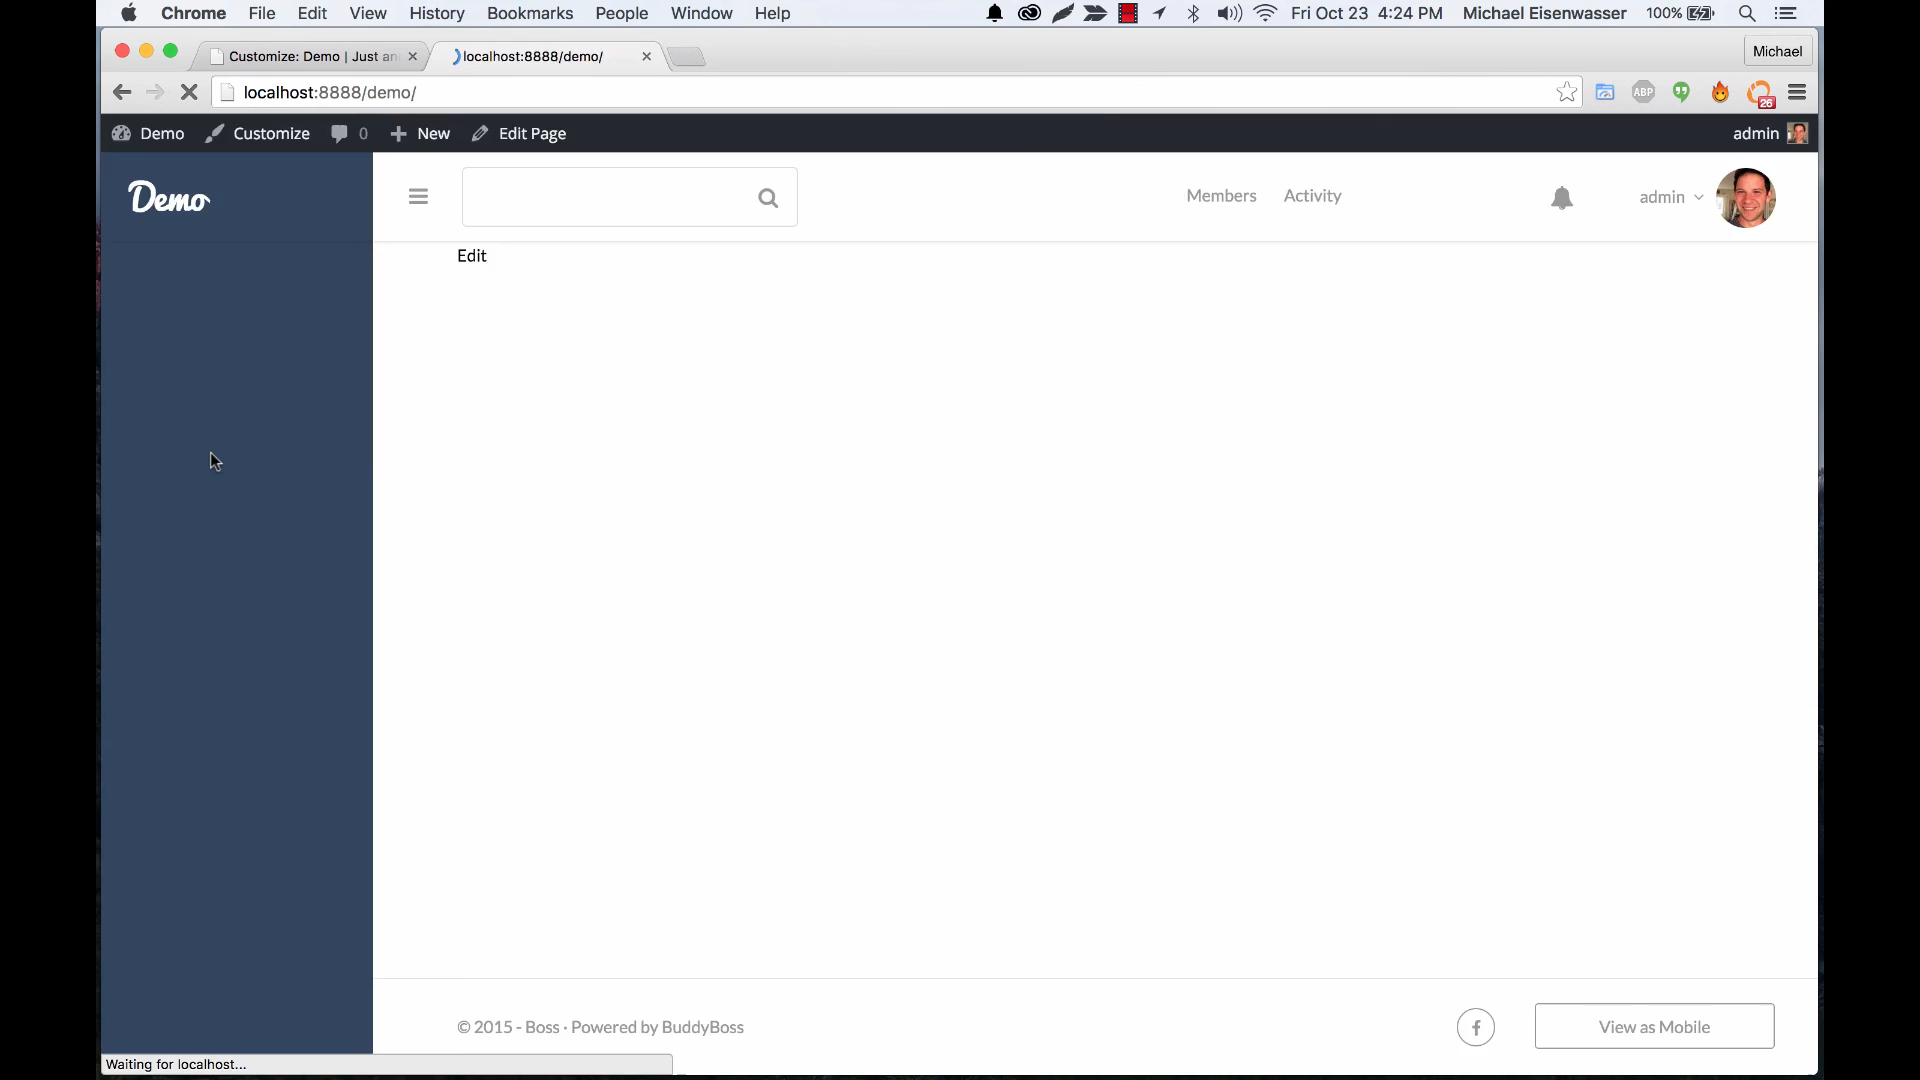 Chrome File Edit View History Bookmarks People Window Help Fri Oct 23 4:24 PM Michael Eisenwasser 100%
Customize: Demo | Just an localhost:8888/demo/ Michael
localhost:8888/demo/ ABP 26
Demo Customize 0 New Edit Page admin
Demo Members Activity admin
Edit
© 2015 - Boss · Powered by BuddyBoss View as Mobile
Waiting for localhost...